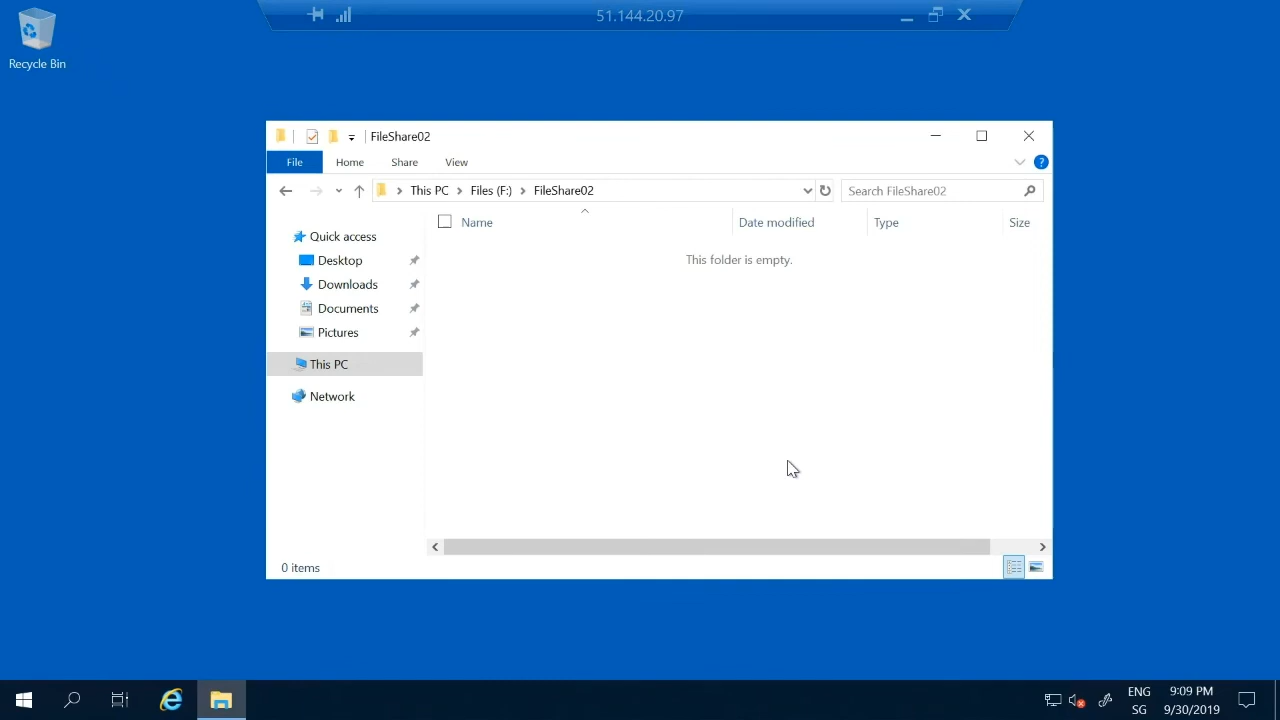 51.144.20.97
Recycle Bin
FileShare02
File Home Share View
This PC Files (F:) FileShare02
Search FileShare02
Name Date modified Type Size
This folder is empty.
Quick access
Desktop
Downloads
Documents
Pictures
This PC
Network
0 items
ENG 9:09 PM
SG 9/30/2019